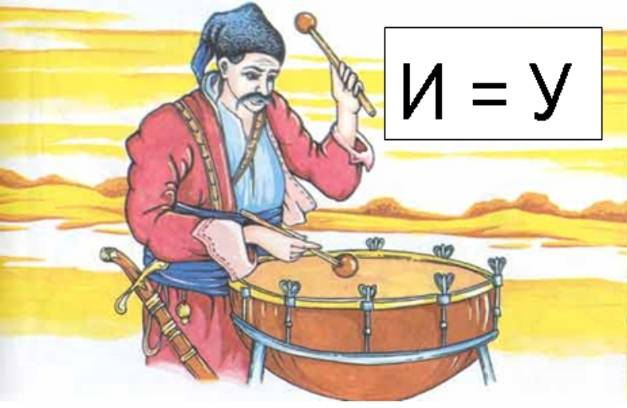 И = У